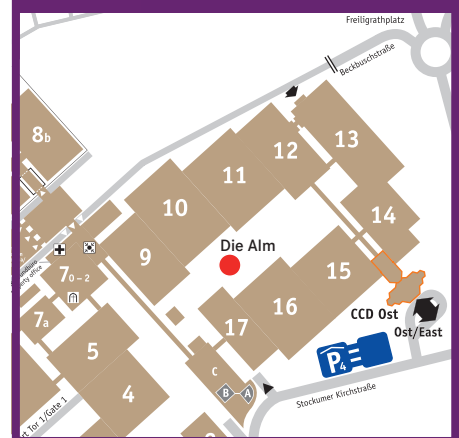 Freiligrathplatz
Beckbuschstraße
8b
13
12
11
10
14
Die Alm
9
70-2
15
CCD Ost
16
Ost/East
7a
17
5
C
P4
4
B
A
Stockumer Kirchstraße
rt Tor 1/Gate 1